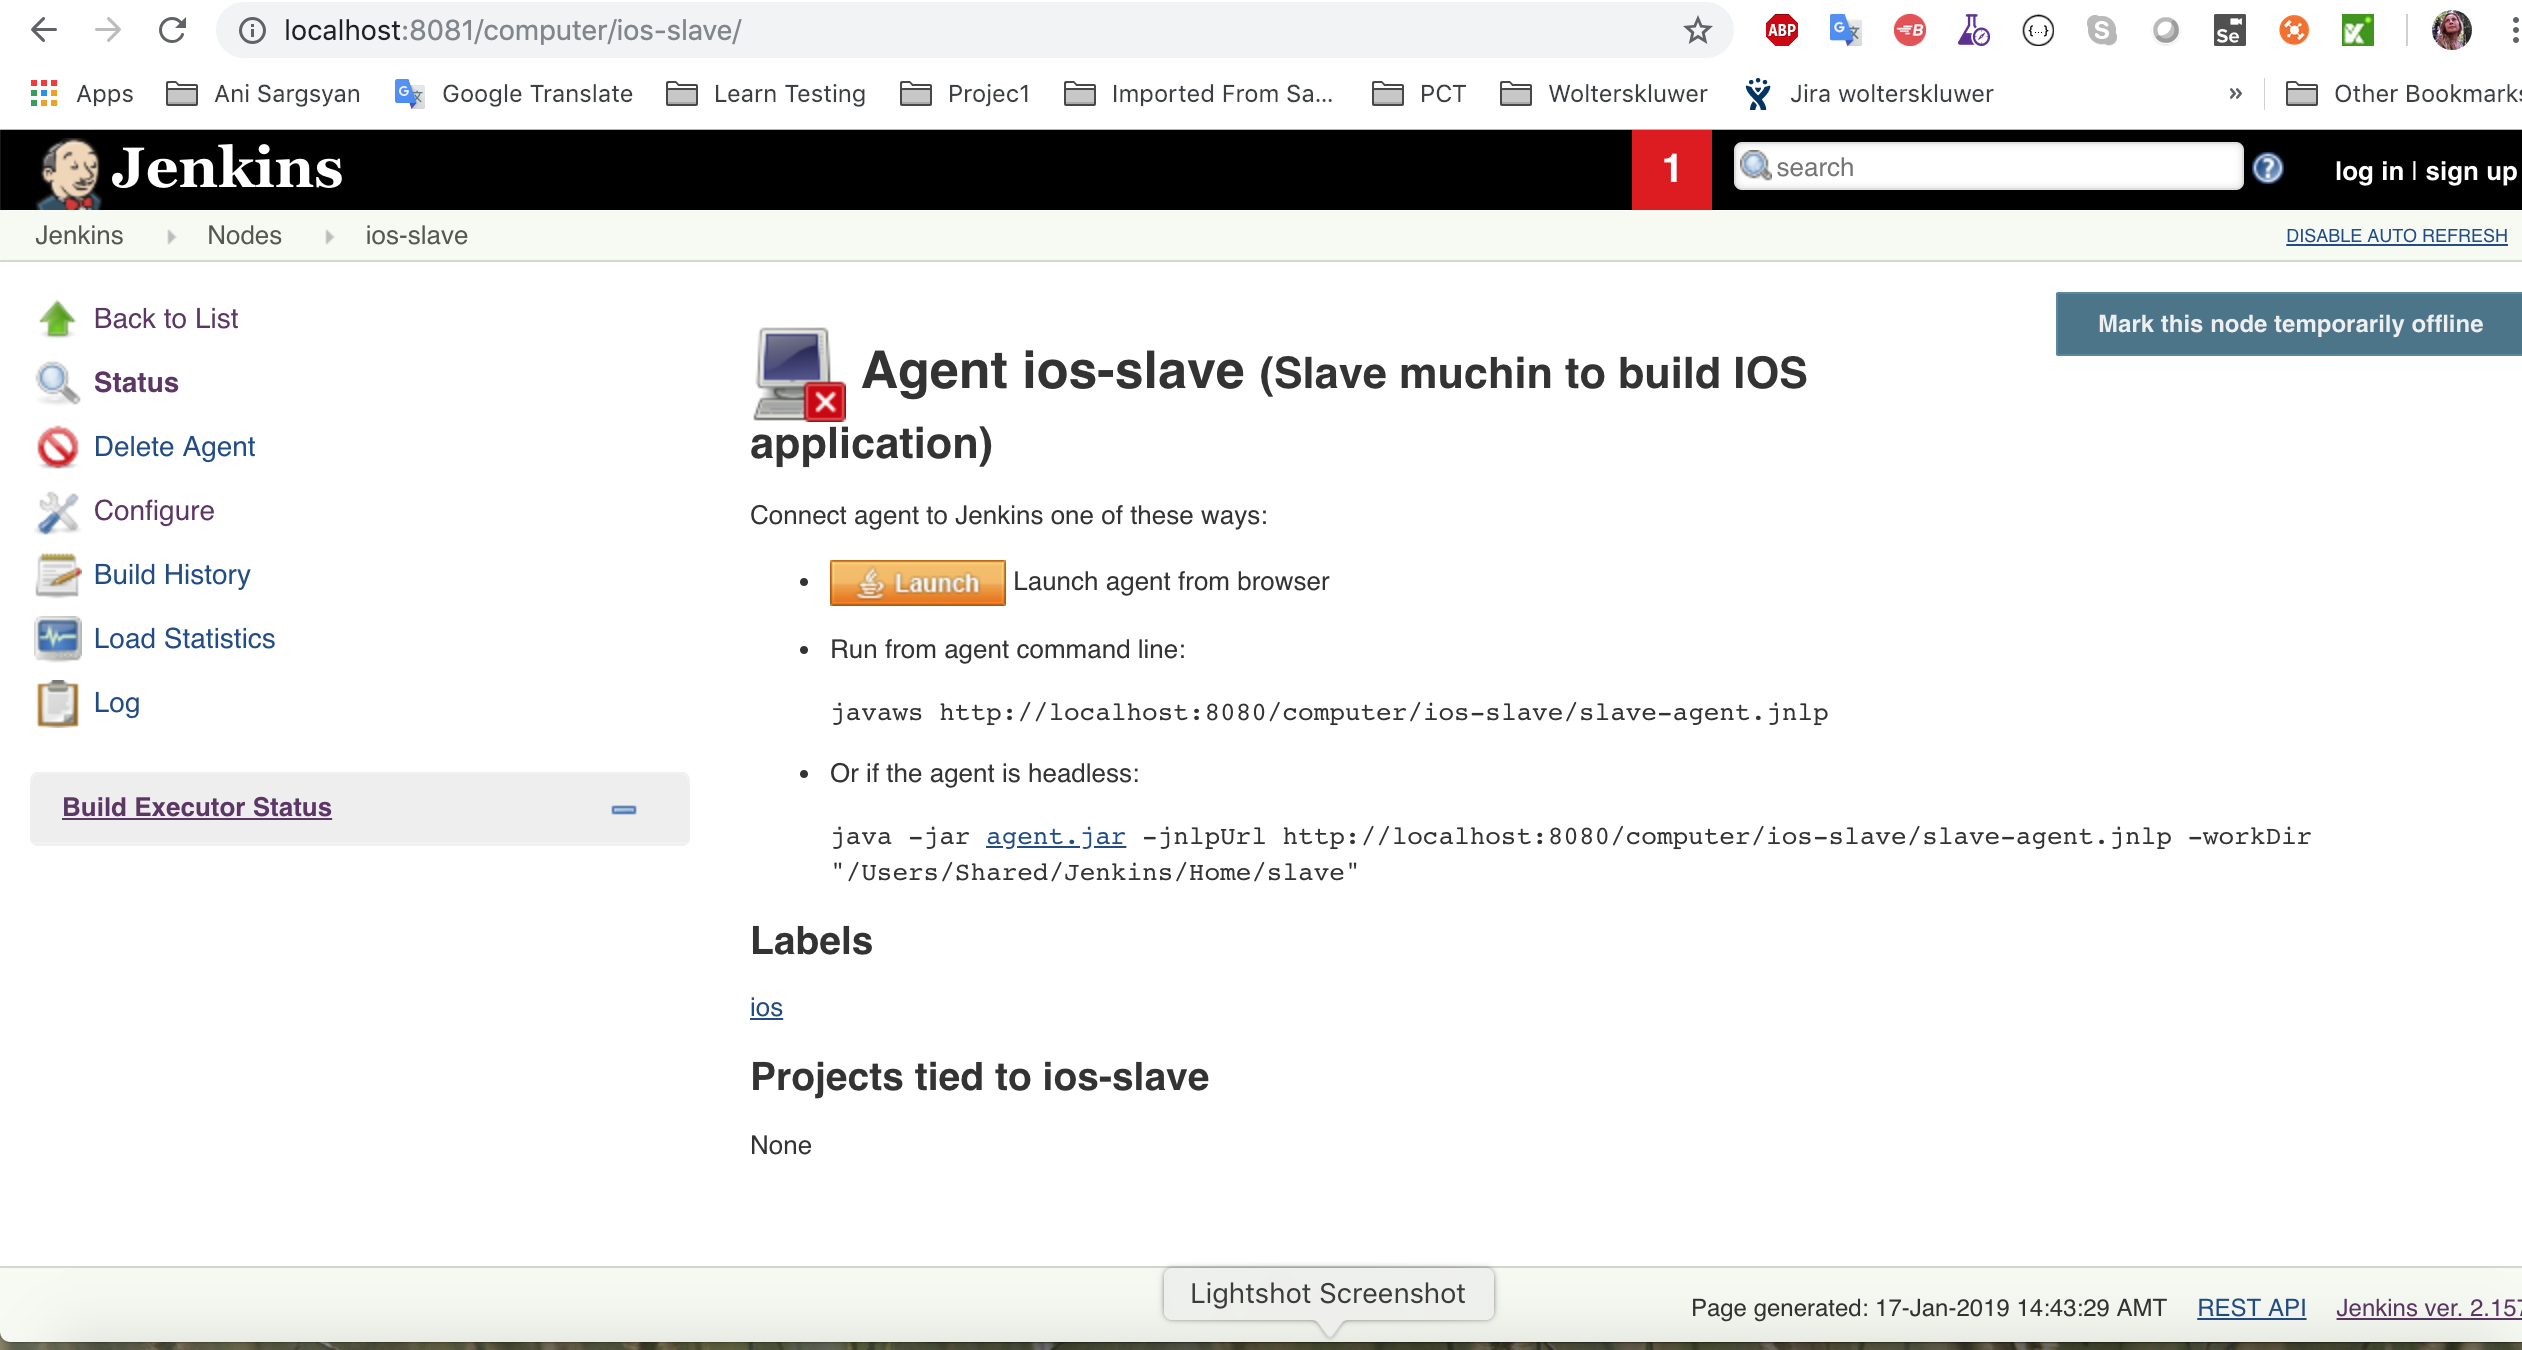 localhost:8081/computer/ios-slave/
ABP
Se
Apps Ani Sargsyan Google Translate Learn Testing Projec1 Imported From Sa... PCT Wolterskluwer Jira wolterskluwer » Other Bookmarks
Jenkins 1 search ? log in | sign up
Jenkins Nodes ios-slave DISABLE AUTO REFRESH
Back to List
Status
Delete Agent
Configure
Build History
Load Statistics
Log
Build Executor Status
Mark this node temporarily offline
Agent ios-slave (Slave muchin to build IOS
application)
Connect agent to Jenkins one of these ways:
• Launch Launch agent from browser
• Run from agent command line:
javaws http://localhost:8080/computer/ios-slave/slave-agent.jnlp
• Or if the agent is headless:
java -jar agent.jar -jnlpUrl http://localhost:8080/computer/ios-slave/slave-agent.jnlp -workDir
"/Users/Shared/Jenkins/Home/slave"
Labels
ios
Projects tied to ios-slave
None
Lightshot Screenshot
Page generated: 17-Jan-2019 14:43:29 AMT REST API Jenkins ver. 2.157